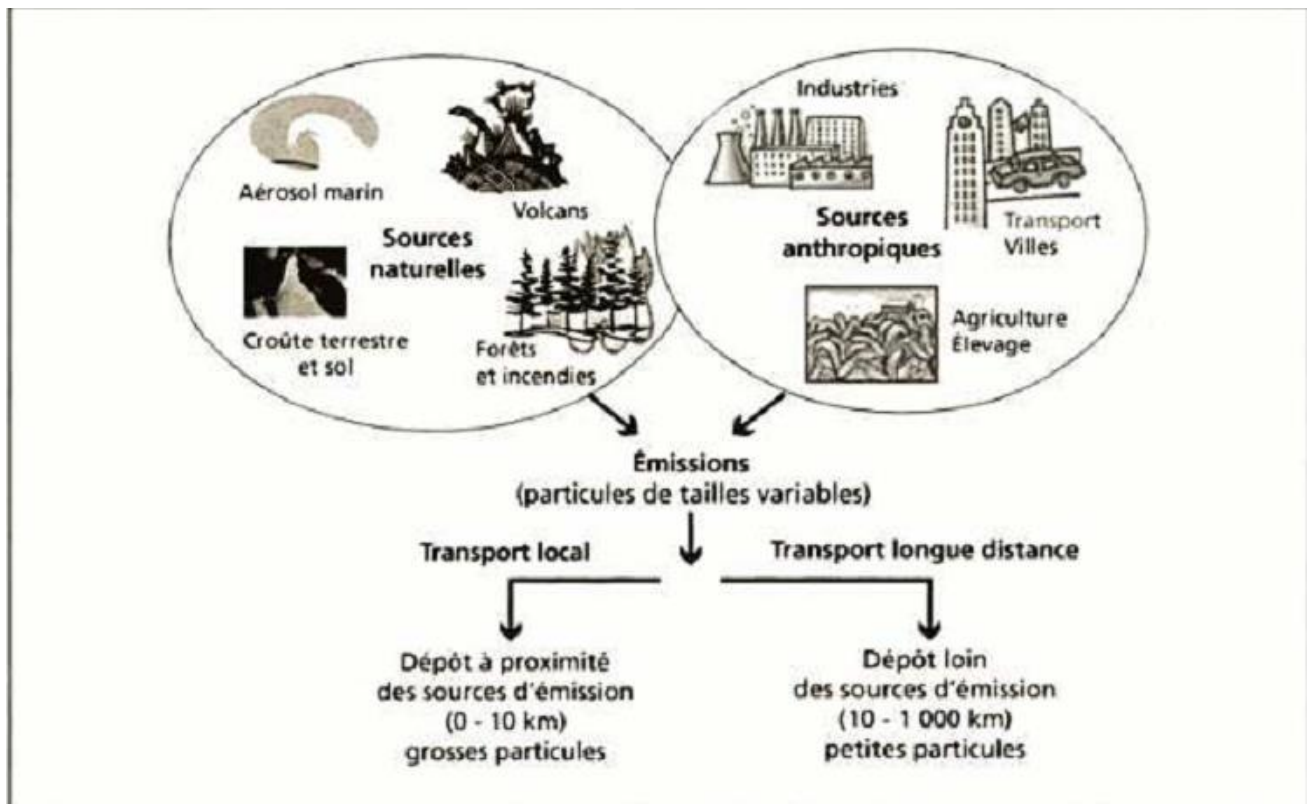 Aérosol marin
Volcans
Sources
naturelles
Croûte terrestre
et sol
Forêts
et incendies
Industries
Sources
anthropiques
Transport
Villes
Agriculture
Élevage
Émissions
(particules de tailles variables)
Transport local
Transport longue distance
Dépôt à proximité
des sources d'émission
(0 - 10 km)
grosses particules
Dépôt loin
des sources d'émission
(10 - 1 000 km)
petites particules